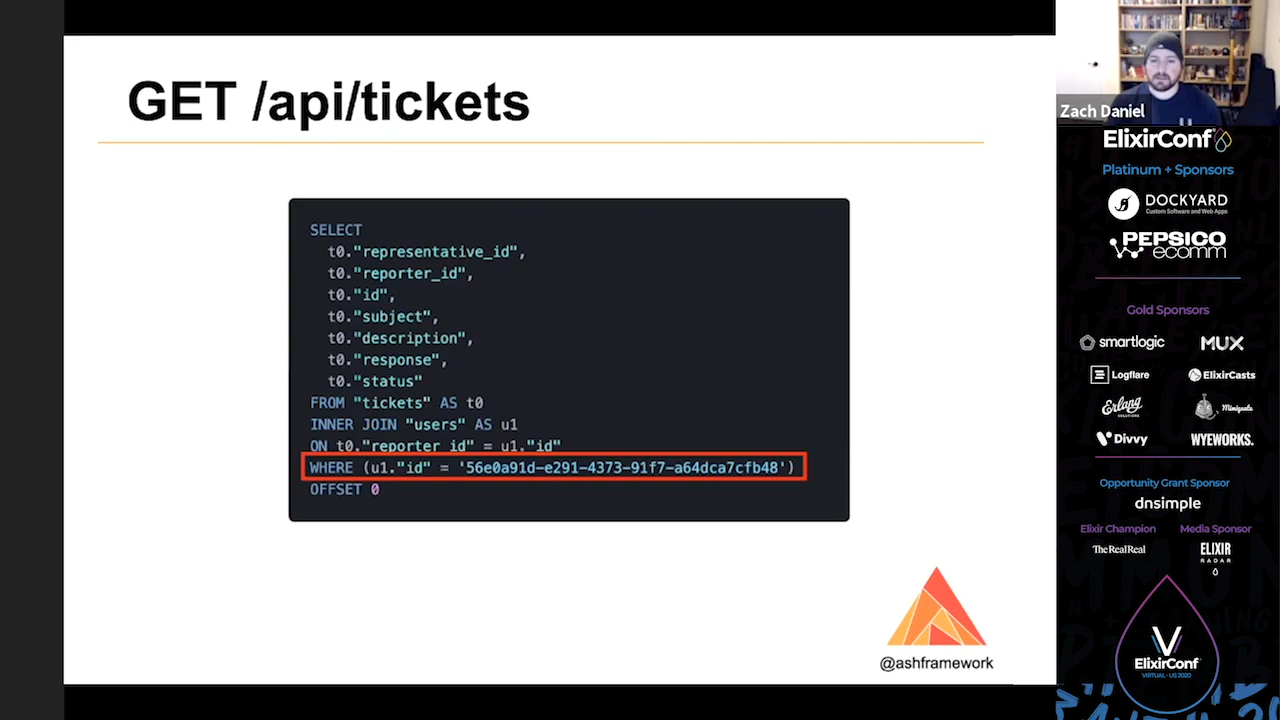 GET /api/tickets
SELECT
t0."representative_id",
t0."reporter_id",
t0."id",
t0."subject",
t0."description",
t0."response",
t0."status"
FROM "tickets" AS t0
INNER JOIN "users" AS u1
ON t0."reporter_id" = u1."id"
WHERE (u1."id" = '56e0a91d-e291-4373-91f7-a64dca7cfb48')
OFFSET 0
@ashframework
Zach Daniel
ElixirConf
Platinum + Sponsors
DOCKYARD
Custom Software and Web Apps
PEPSICO
ecomm
Gold Sponsors
smartlogic
MUX
Logflare
ElixirCasts
Erlang
SOLUTIONS
Miniquate
Divvy
WYEWORKS.
Opportunity Grant Sponsor
dnsimple
Elixir Champion
Media Sponsor
TheRealReal
ELIXIR
RADAR
ElixirConf
VIRTUAL · US 2020